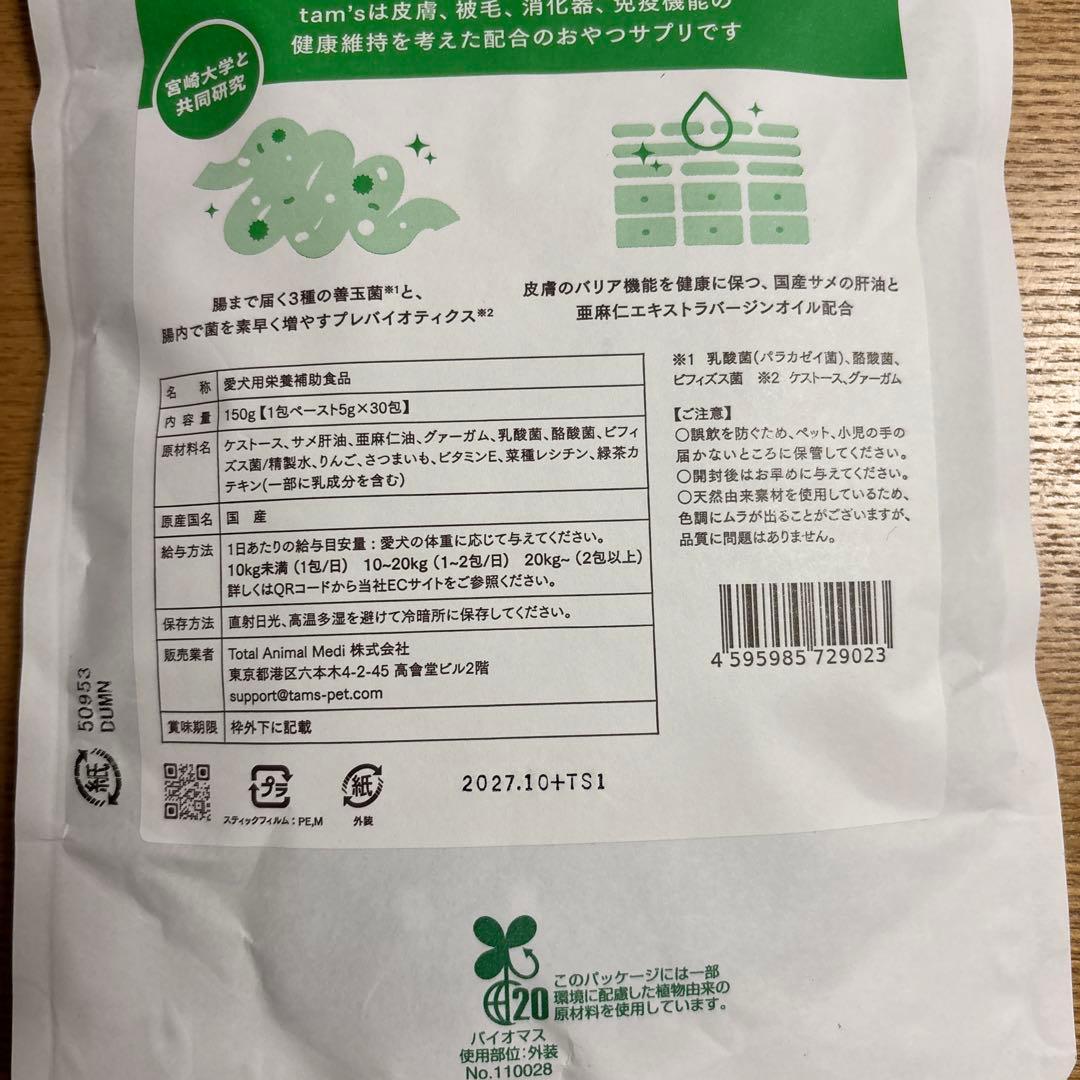 tam'sは皮膚、被毛、消化器、免疫機能の
健康維持を考えた配合のおやつサプリです
宮崎大学と
共同研究
腸まで届く3種の善玉菌※1と、
腸内で菌を素早く増やすプレバイオティクス※2
皮膚のバリア機能を健康に保つ、国産サメの肝油と
亜麻仁エキストラバージンオイル配合
※1 乳酸菌(パラカゼイ菌)、酪酸菌、
ビフィズス菌 ※2 ケストース、グァーガム
名称 愛犬用栄養補助食品
内容量 150g【1包ペースト5g×30包】
原材料名 ケストース、サメ肝油、亜麻仁油、グァーガム、乳酸菌、酪酸菌、ビフィ
ズス菌/精製水、りんご、さつまいも、ビタミンE、菜種レシチン、緑茶カ
テキン(一部に乳成分を含む)
原産国名 国産
給与方法 1日あたりの給与目安量:愛犬の体重に応じて与えてください。
10kg未満(1包/日) 10~20kg(1~2包/日) 20kg~(2包以上)
詳しくはQRコードから当社ECサイトをご参照ください。
保存方法 直射日光、高温多湿を避けて冷暗所に保存してください。
販売業者 Total Animal Medi 株式会社
東京都港区六本木4-2-45 高會堂ビル2階
support@tams-pet.com
賞味期限 枠外下に記載
【ご注意】
○誤飲を防ぐため、ペット、小児の手の
届かないところに保管してください。
○開封後はお早めに与えてください。
○天然由来素材を使用しているため、
色調にムラが出ることがございますが、
品質に問題はありません。
4 595985 729023
50953
DUMN
紙
プラ
スティックフィルム:PE,M
紙
外装
2027.10+TS1
20
このパッケージには一部
環境に配慮した植物由来の
原材料を使用しています。
バイオマス
使用部位:外装
No.110028